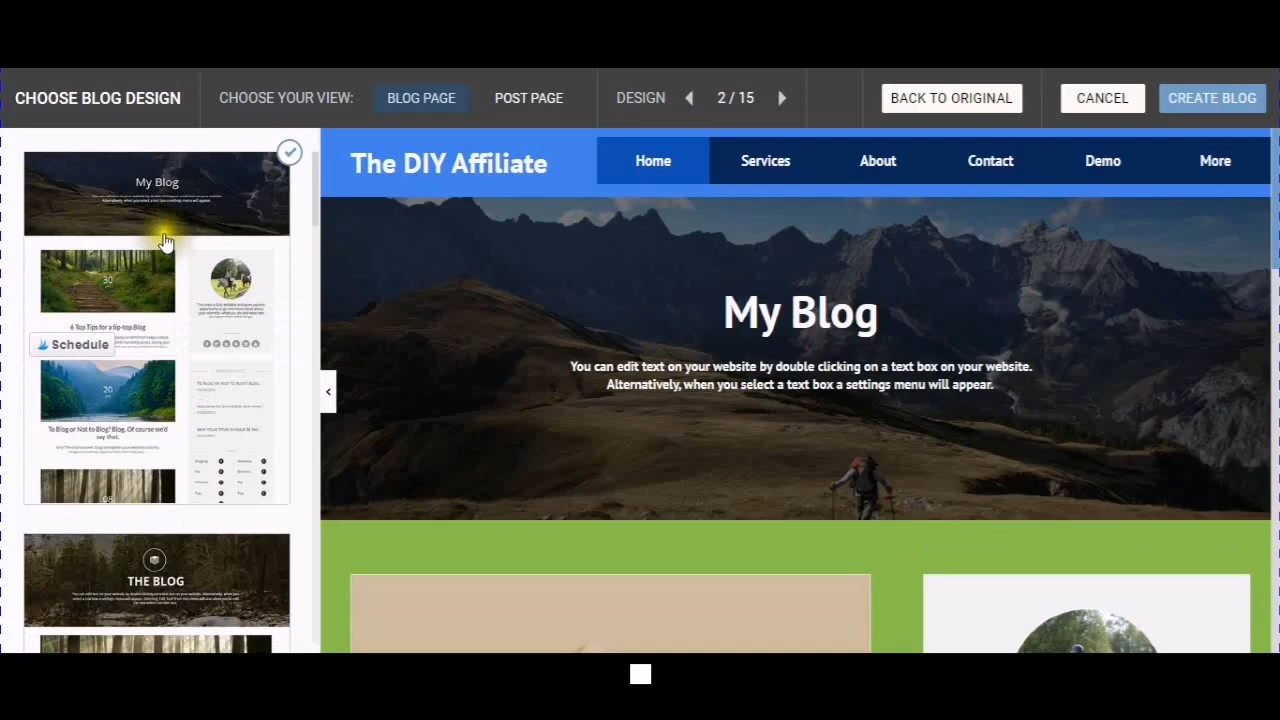 CHOOSE BLOG DESIGN
CHOOSE YOUR VIEW:
BLOG PAGE
POST PAGE
DESIGN
2 / 15
BACK TO ORIGINAL
CANCEL
CREATE BLOG
My Blog
30
6 Top Tips for a tip-top Blog
Schedule
20
To Blog or Not to Blog? Blog. Of course we'd
say that.
08
THE BLOG
The DIY Affiliate
Home
Services
About
Contact
Demo
More
My Blog
You can edit text on your website by double clicking on a text box on your website.
Alternatively, when you select a text box a settings menu will appear.